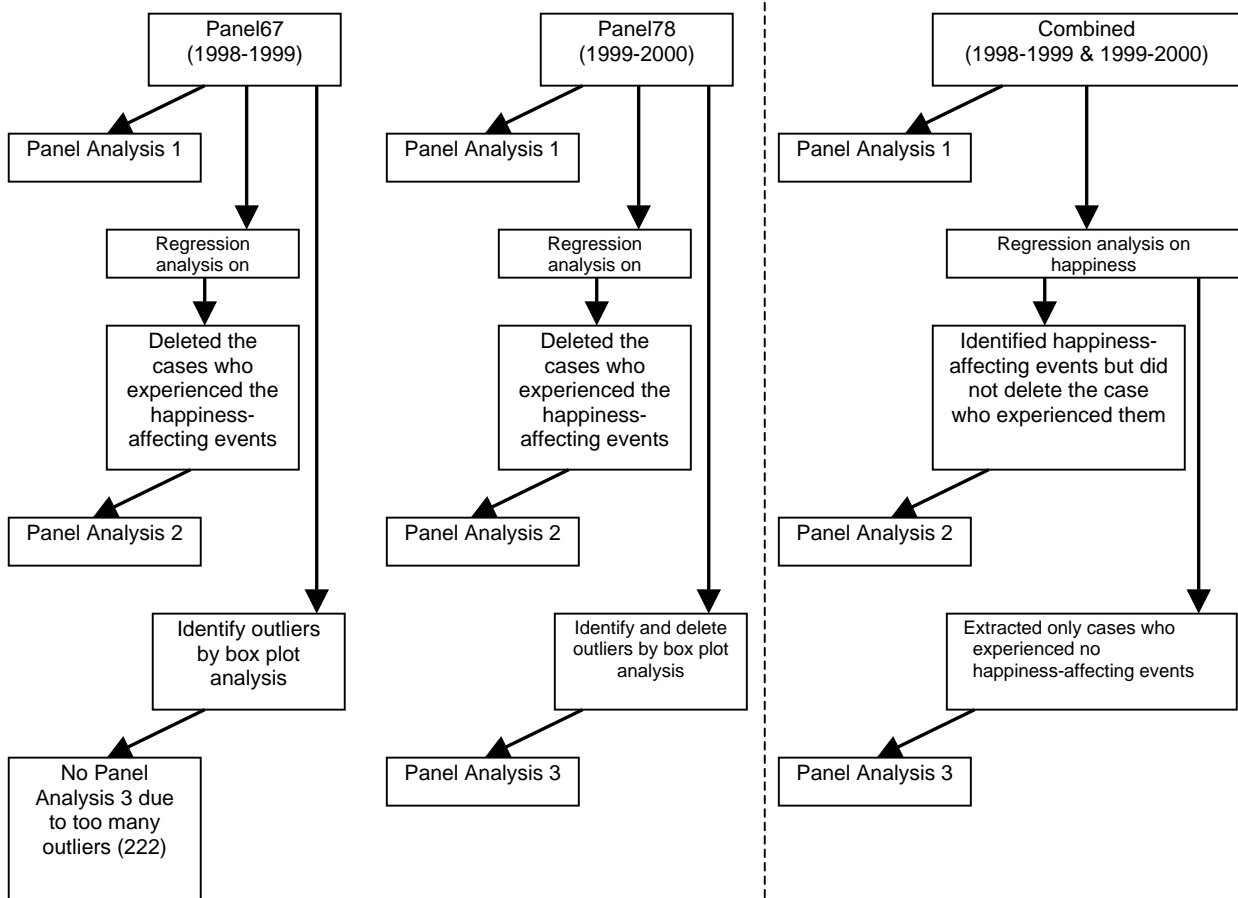 Panel67
(1998-1999)
Panel Analysis 1
Regression
analysis on
Deleted the
cases who
experienced the
happiness-
affecting events
Panel Analysis 2
Identify outliers
by box plot
analysis
No Panel
Analysis 3 due
to too many
outliers (222)
Panel78
(1999-2000)
Panel Analysis 1
Regression
analysis on
Deleted the
cases who
experienced the
happiness-
affecting events
Panel Analysis 2
Identify and delete
outliers by box plot
analysis
Panel Analysis 3
Combined
(1998-1999 & 1999-2000)
Panel Analysis 1
Regression analysis on
happiness
Identified happiness-
affecting events but did
not delete the case
who experienced them
Panel Analysis 2
Extracted only cases who
experienced no
happiness-affecting events
Panel Analysis 3